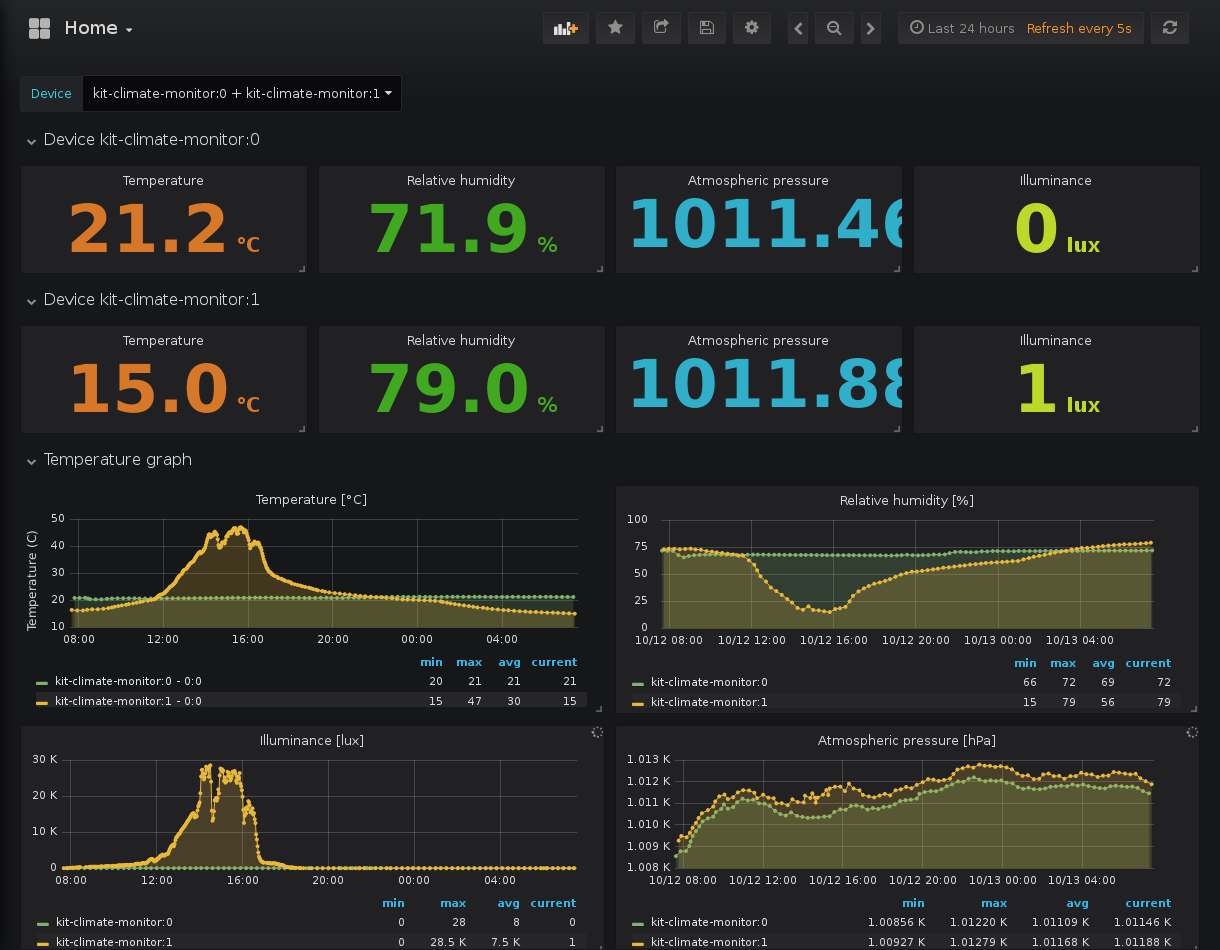 Home
Last 24 hours Refresh every 5s
Device kit-climate-monitor:0 + kit-climate-monitor:1
Device kit-climate-monitor:0
Temperature Relative humidity Atmospheric pressure Illuminance
21.2 °C 71.9 % 1011.46 0 lux
Device kit-climate-monitor:1
Temperature Relative humidity Atmospheric pressure Illuminance
15.0 °C 79.0 % 1011.88 1 lux
Temperature graph
Temperature [°C]
Temperature (C)
50
40
30
20
10
08:00 12:00 16:00 20:00 00:00 04:00
min max avg current
kit-climate-monitor:0 - 0:0 20 21 21 21
kit-climate-monitor:1 - 0:0 15 47 30 15
Relative humidity [%]
100
75
50
25
0
10/12 08:00 10/12 12:00 10/12 16:00 10/12 20:00 10/13 00:00 10/13 04:00
min max avg current
kit-climate-monitor:0 66 72 69 72
kit-climate-monitor:1 15 79 56 79
Illuminance [lux]
30 K
20 K
10 K
0
08:00 12:00 16:00 20:00 00:00 04:00
min max avg current
kit-climate-monitor:0 0 28 8 0
kit-climate-monitor:1 0 28.5 K 7.5 K 1
Atmospheric pressure [hPa]
1.013 K
1.012 K
1.011 K
1.010 K
1.009 K
1.008 K
10/12 08:00 10/12 12:00 10/12 16:00 10/12 20:00 10/13 00:00 10/13 04:00
min max avg current
kit-climate-monitor:0 1.00856 K 1.01220 K 1.01109 K 1.01146 K
kit-climate-monitor:1 1.00927 K 1.01279 K 1.01168 K 1.01188 K